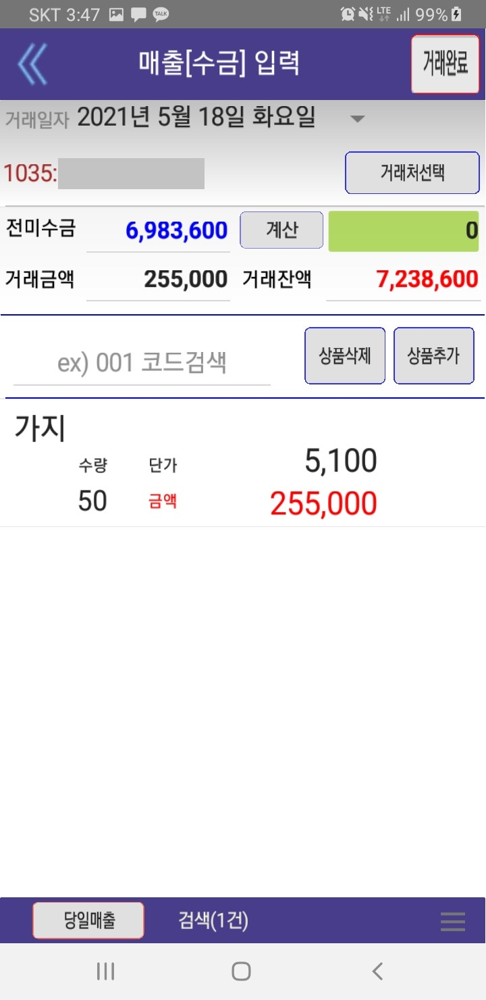 SKT 3:47 TALK LTE 99%
매출[수금] 입력 거래완료
거래일자 2021년 5월 18일 화요일
1035: 거래처선택
전미수금 6,983,600 계산 0
거래금액 255,000 거래잔액 7,238,600
ex) 001 코드검색 상품삭제 상품추가
가지
수량 단가 5,100
50 금액 255,000
당일매출 검색(1건)